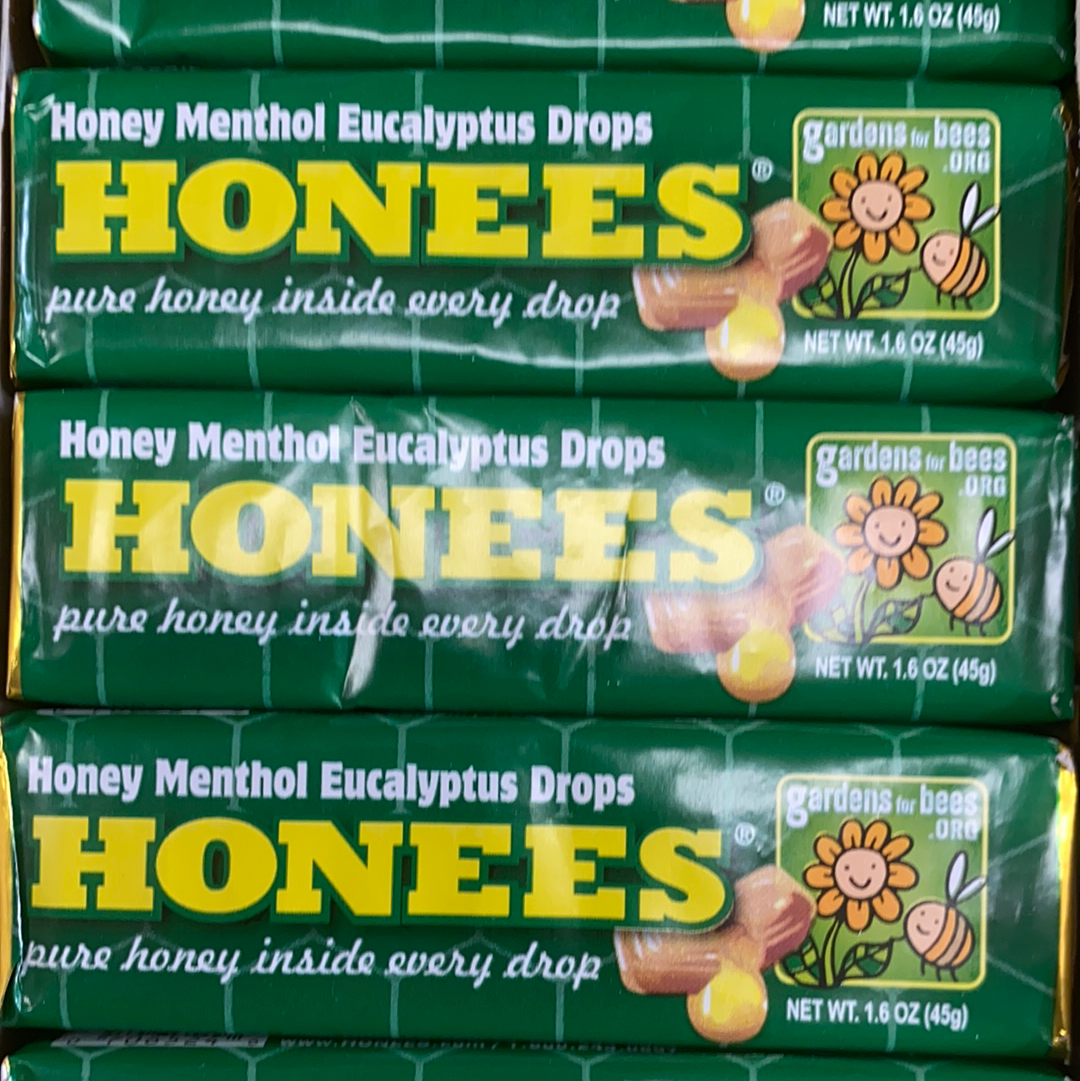 NET WT. 1.6 OZ (45g)
Honey Menthol Eucalyptus Drops
HONEES®
pure honey inside every drop
gardens for bees
.ORG
NET WT. 1.6 OZ (45g)
Honey Menthol Eucalyptus Drops
HONEES®
pure honey inside every drop
gardens for bees
.ORG
NET WT. 1.6 OZ (45g)
Honey Menthol Eucalyptus Drops
HONEES®
pure honey inside every drop
gardens for bees
.ORG
NET WT. 1.6 OZ (45g)